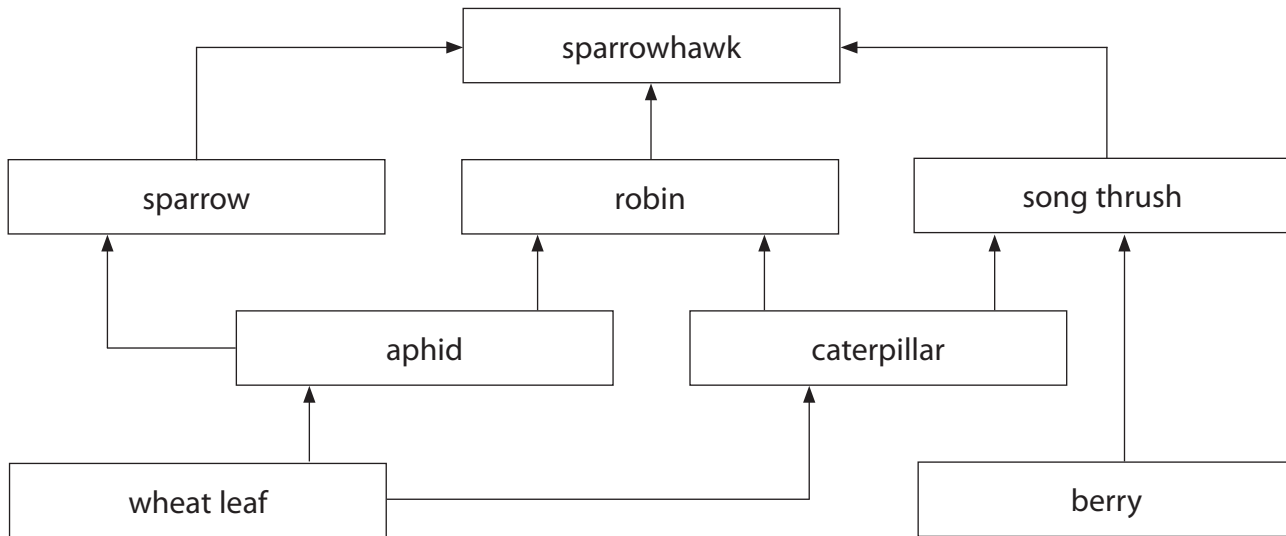 sparrowhawk
sparrow
robin
song thrush
aphid
caterpillar
wheat leaf
berry